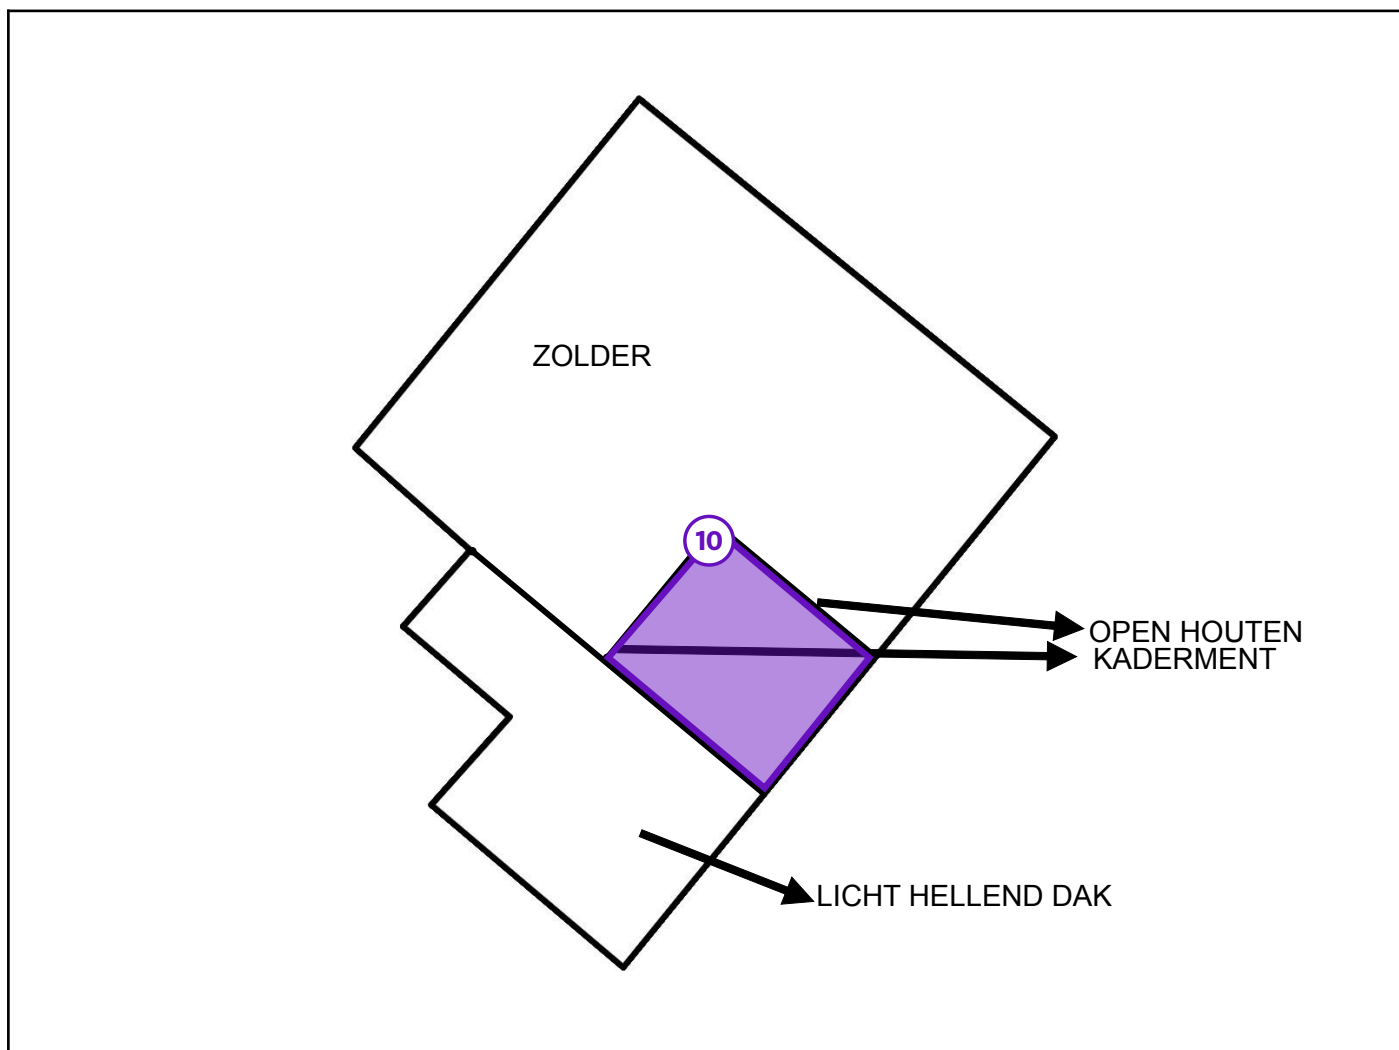 ZOLDER
10
OPEN HOUTEN
KADERMENT
LICHT HELLEND DAK